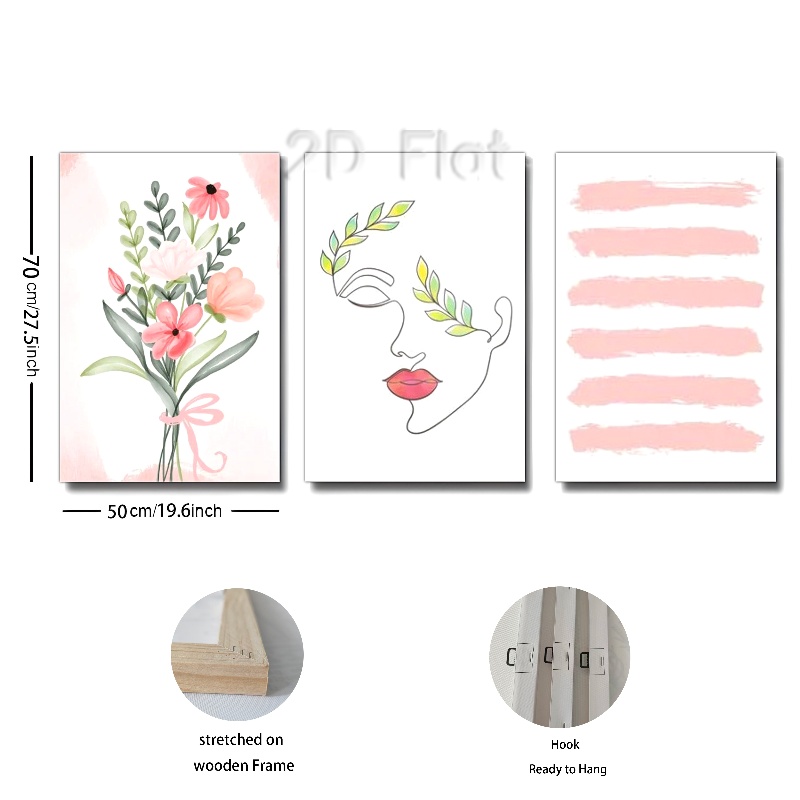 2D Flat
70 cm/27.5inch
50cm/19.6inch
stretched on
wooden Frame
Hook
Ready to Hang